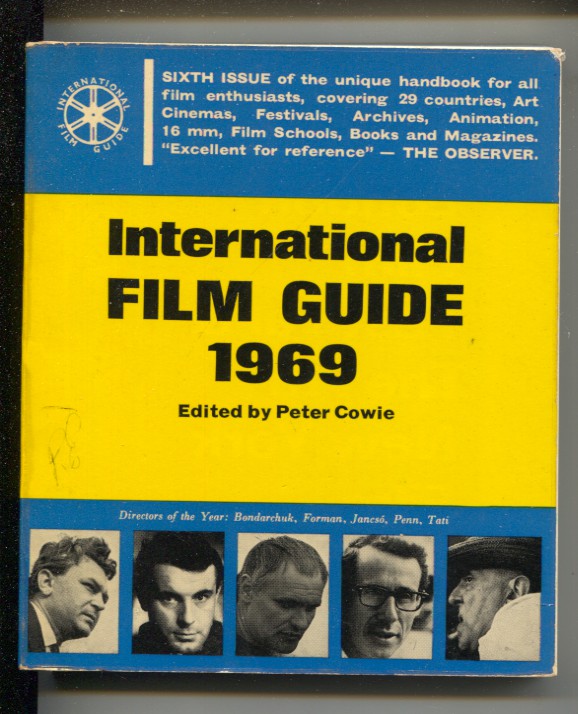 INTERNATIONAL FILM GUIDE
SIXTH ISSUE of the unique handbook for all
film enthusiasts, covering 29 countries, Art
Cinemas, Festivals, Archives, Animation,
16 mm, Film Schools, Books and Magazines.
"Excellent for reference" — THE OBSERVER.
International
FILM GUIDE
1969
Edited by Peter Cowie
Directors of the Year: Bondarchuk, Forman, Jancsó, Penn, Tati